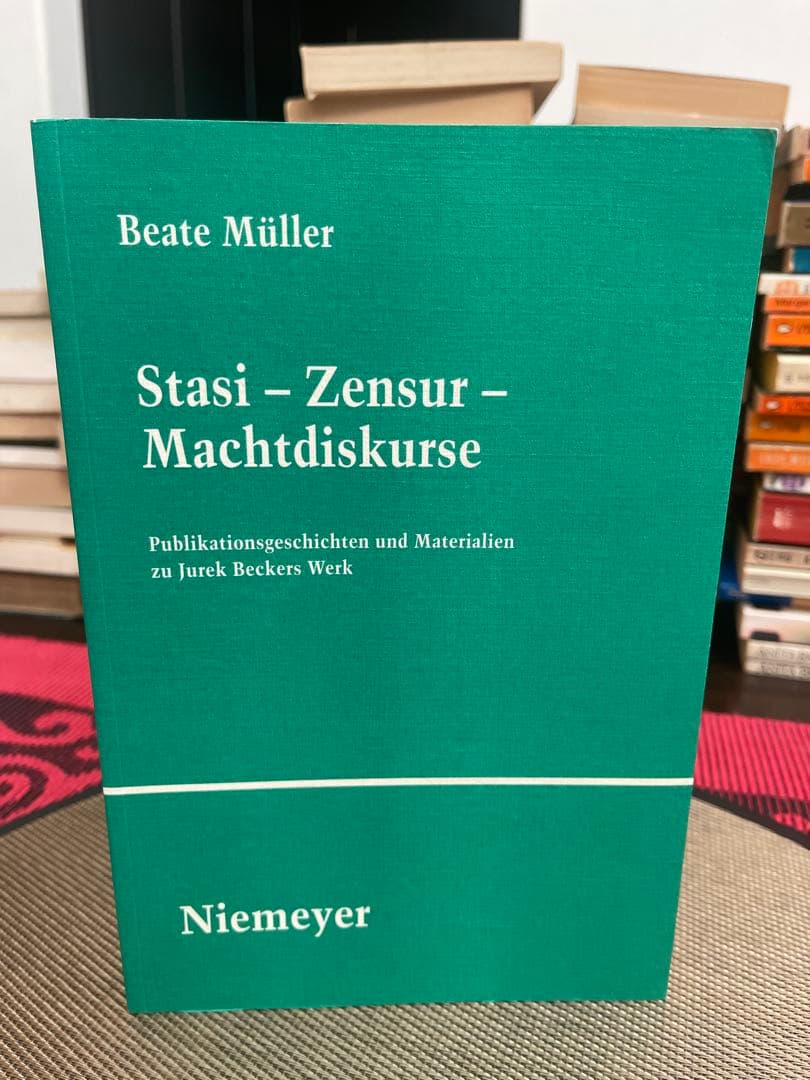 Beate Müller
Stasi – Zensur –
Machtdiskurse
Publikationsgeschichten und Materialien
zu Jurek Beckers Werk
Niemeyer